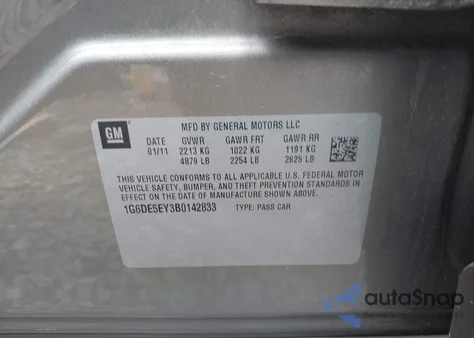 GM
MFD BY GENERAL MOTORS LLC
DATE GVWR GAWR FRT GAWR RR
01/11 2213 KG 1022 KG 1191 KG
4879 LB 2254 LB 2625 LB
THIS VEHICLE CONFORMS TO ALL APPLICABLE U.S. FEDERAL MOTOR
VEHICLE SAFETY, BUMPER, AND THEFT PREVENTION STANDARDS IN
EFFECT ON THE DATE OF MANUFACTURE SHOWN ABOVE.
1G6DE5EY3B0142833 TYPE: PASS CAR
autoSnap